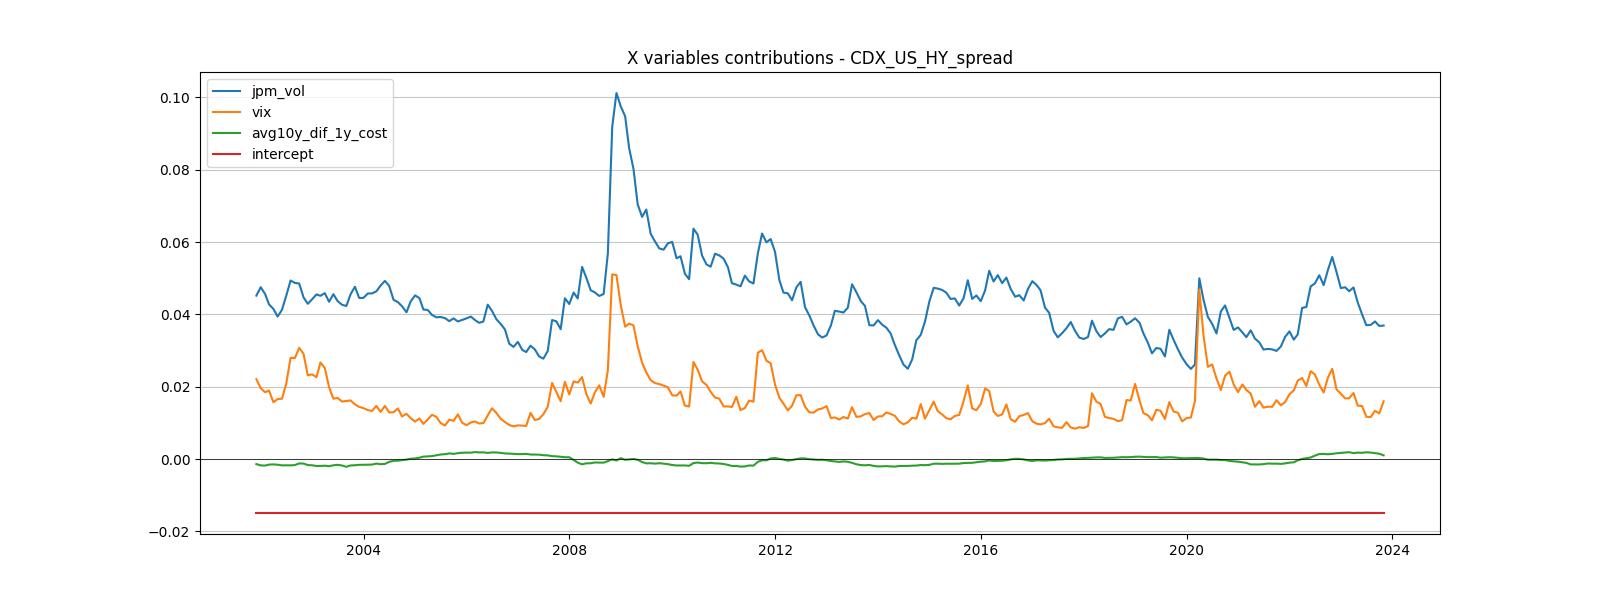 X variables contributions - CDX_US_HY_spread
jpm_vol
vix
avg10y_dif_1y_cost
intercept
0.10
0.08
0.06
0.04
0.02
0.00
−0.02
2004 2008 2012 2016 2020 2024